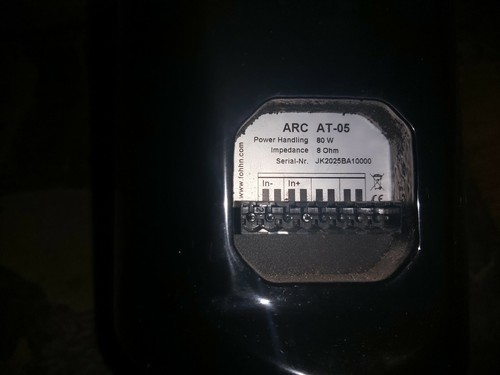 ARC AT-05
Power Handling 80 W
Impedance 8 Ohm
Serial-Nr. JK2025BA10000
www.fohhn.com
In- In+
CE